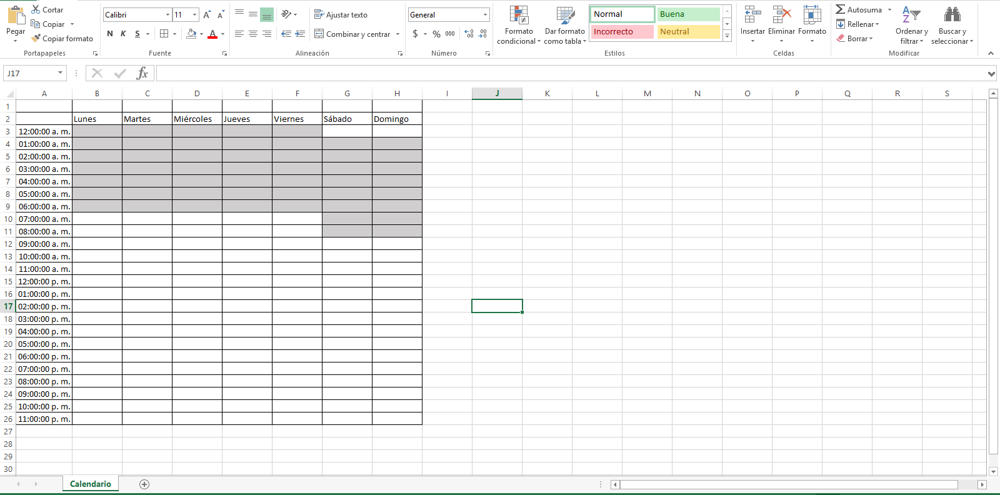 Cortar
Copiar
Copiar formato
Pegar
Portapapeles
Calibri 11
N K S
Fuente
Ajustar texto
Combinar y centrar
Alineación
General
$ % 000
Número
Formato condicional
Dar formato como tabla
Normal Buena
Incorrecto Neutral
Estilos
Insertar Eliminar Formato
Celdas
Autosuma
Rellenar
Borrar
Ordenar y filtrar
Buscar y seleccionar
Modificar
J17 fx
A B C D E F G H I J K L M N O P Q R S
1
2 Lunes Martes Miércoles Jueves Viernes Sábado Domingo
3 12:00:00 a. m.
4 01:00:00 a. m.
5 02:00:00 a. m.
6 03:00:00 a. m.
7 04:00:00 a. m.
8 05:00:00 a. m.
9 06:00:00 a. m.
10 07:00:00 a. m.
11 08:00:00 a. m.
12 09:00:00 a. m.
13 10:00:00 a. m.
14 11:00:00 a. m.
15 12:00:00 p. m.
16 01:00:00 p. m.
17 02:00:00 p. m.
18 03:00:00 p. m.
19 04:00:00 p. m.
20 05:00:00 p. m.
21 06:00:00 p. m.
22 07:00:00 p. m.
23 08:00:00 p. m.
24 09:00:00 p. m.
25 10:00:00 p. m.
26 11:00:00 p. m.
27
28
29
30
Calendario